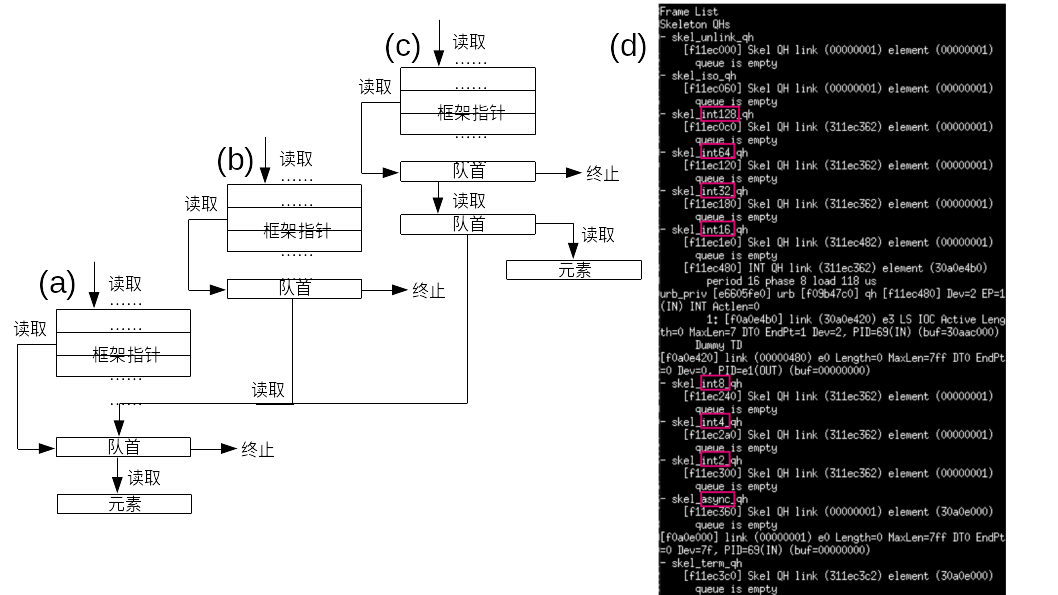 (a)
读取
......
读取
......
框架指针
......
......
队首
终止
读取
元素
(b)
读取
......
读取
......
框架指针
......
队首
终止
读取
(c)
读取
......
读取
......
框架指针
......
队首
终止
读取
队首
读取
元素
(d)
Frame List
Skeleton QHs
- skel_unlink_qh
[f11ec000] Skel QH link (00000001) element (00000001)
queue is empty
- skel_iso_qh
[f11ec060] Skel QH link (00000001) element (00000001)
queue is empty
- skel_int128_qh
[f11ec0c0] Skel QH link (311ec362) element (00000001)
queue is empty
- skel_int64_qh
[f11ec120] Skel QH link (311ec362) element (00000001)
queue is empty
- skel_int32_qh
[f11ec180] Skel QH link (311ec362) element (00000001)
queue is empty
- skel_int16_qh
[f11ec1e0] Skel QH link (311ec482) element (00000001)
queue is empty
[f11ec480] INT QH link (311ec362) element (30a0e4b0)
period 16 phase 8 load 118 us
urb_priv [e6605fe0] urb [f09b47c0] qh [f11ec480] Dev=2 EP=1
(IN) INT Actlen=0
1: [f0a0e4b0] link (30a0e420) e3 LS IOC Active Leng
th=0 MaxLen=7 DT0 EndPt=1 Dev=2, PID=69(IN) (buf=30aac000)
Dummy TD
[f0a0e420] link (00000480) e0 Length=0 MaxLen=7ff DT0 EndPt
=0 Dev=0, PID=e1(OUT) (buf=00000000)
- skel_int8_qh
[f11ec240] Skel QH link (311ec362) element (00000001)
queue is empty
- skel_int4_qh
[f11ec2a0] Skel QH link (311ec362) element (00000001)
queue is empty
- skel_int2_qh
[f11ec300] Skel QH link (311ec362) element (00000001)
queue is empty
- skel_async_qh
[f11ec360] Skel QH link (00000001) element (30a0e000)
queue is empty
[f0a0e000] link (00000001) e0 Length=0 MaxLen=7ff DT0 EndPt
=0 Dev=7f, PID=69(IN) (buf=00000000)
- skel_term_qh
[f11ec3c0] Skel QH link (311ec3c2) element (30a0e000)
queue is empty